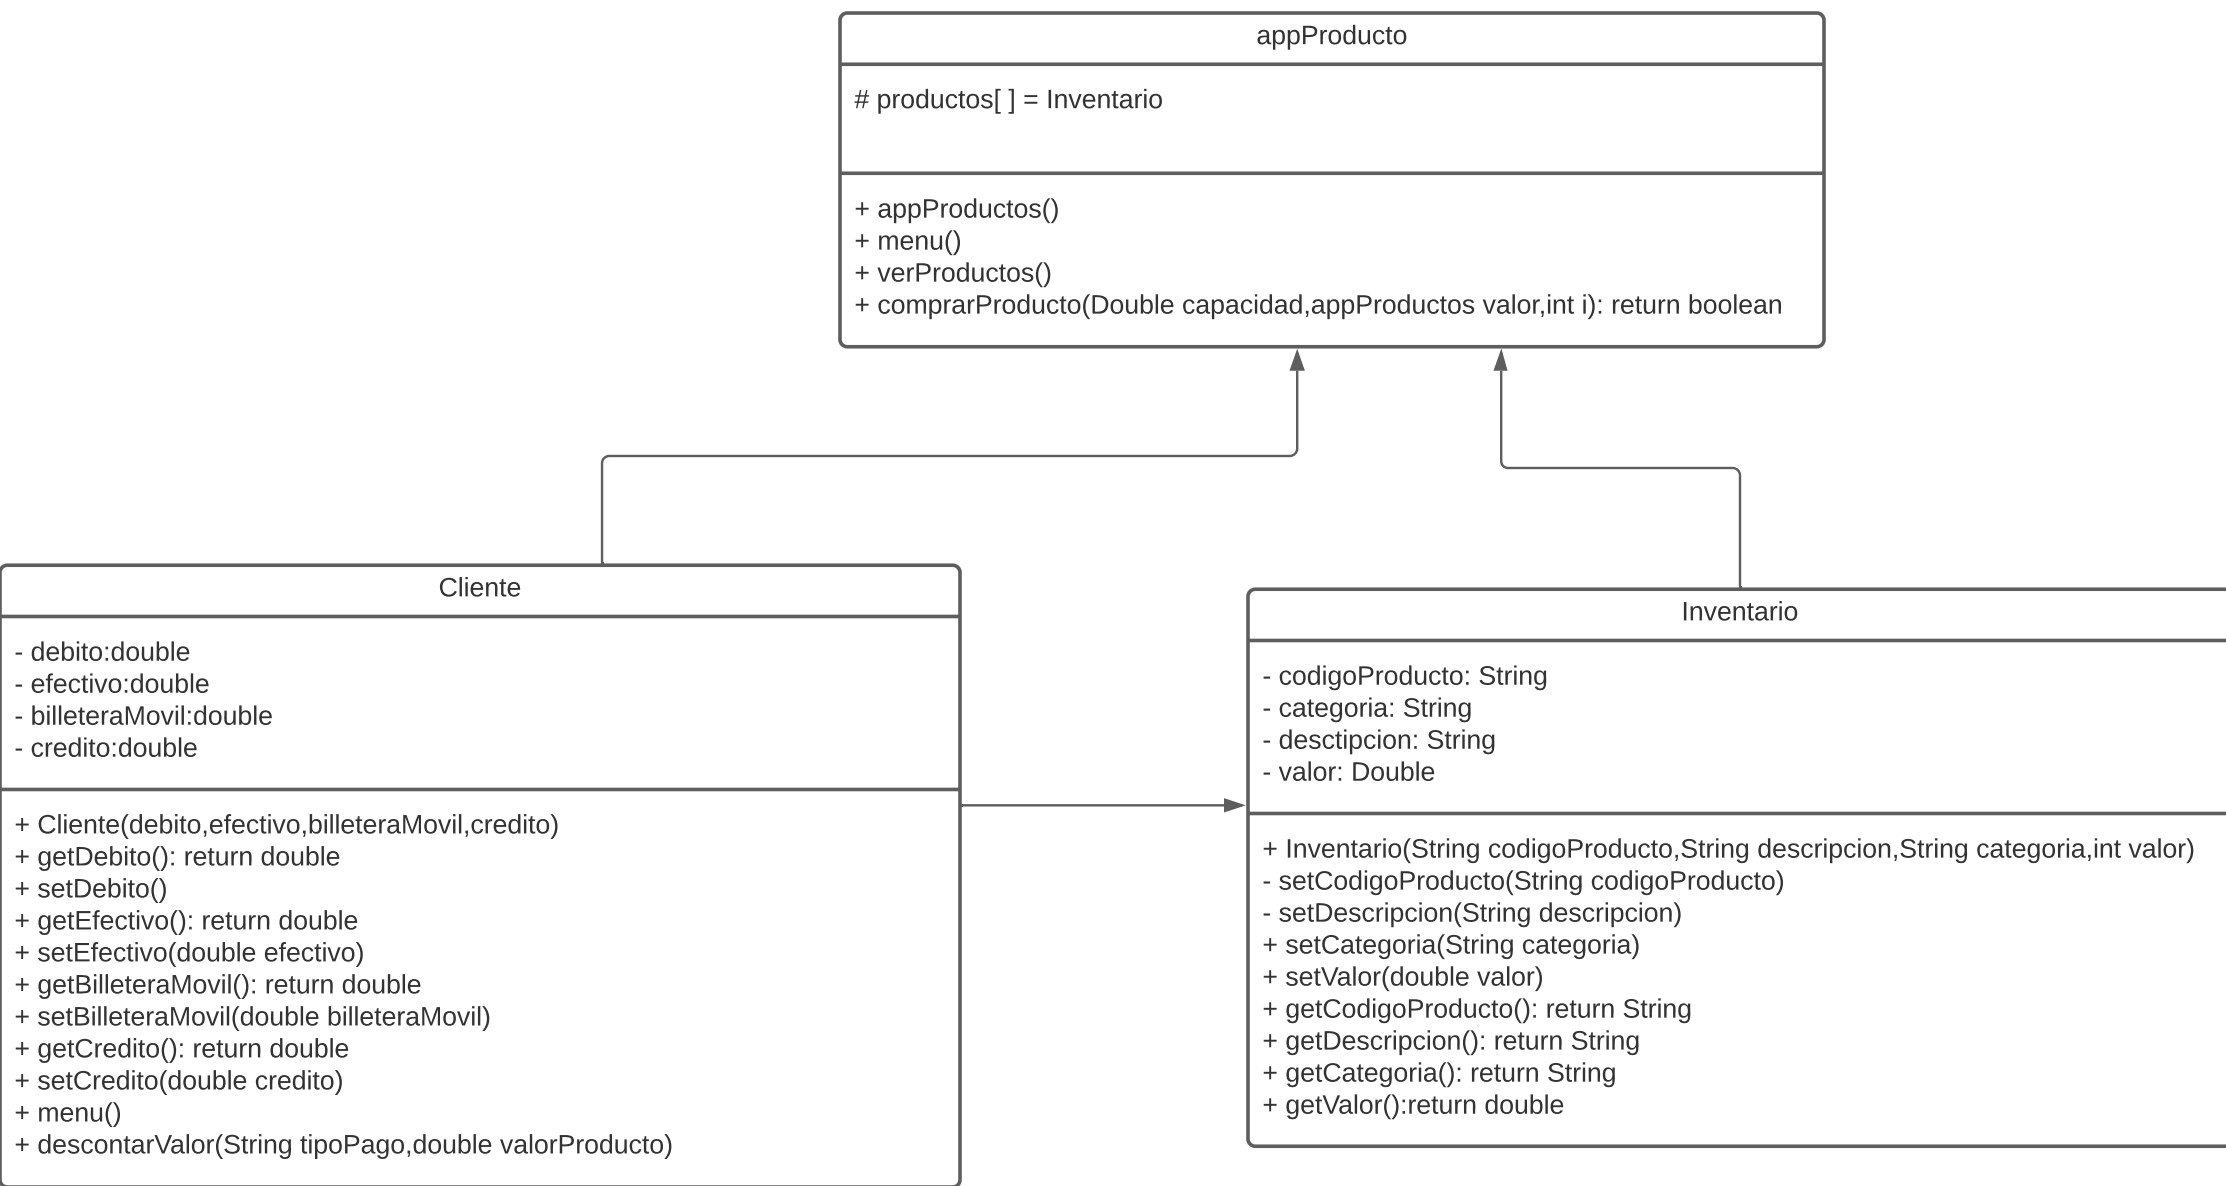 appProducto
# productos[ ] = Inventario
+ appProductos()
+ menu()
+ verProductos()
+ comprarProducto(Double capacidad,appProductos valor,int i): return boolean
Cliente
- debito:double
- efectivo:double
- billeteraMovil:double
- credito:double
+ Cliente(debito,efectivo,billeteraMovil,credito)
+ getDebito(): return double
+ setDebito()
+ getEfectivo(): return double
+ setEfectivo(double efectivo)
+ getBilleteraMovil(): return double
+ setBilleteraMovil(double billeteraMovil)
+ getCredito(): return double
+ setCredito(double credito)
+ menu()
+ descontarValor(String tipoPago,double valorProducto)
Inventario
- codigoProducto: String
- categoria: String
- desctipcion: String
- valor: Double
+ Inventario(String codigoProducto,String descripcion,String categoria,int valor)
- setCodigoProducto(String codigoProducto)
- setDescripcion(String descripcion)
+ setCategoria(String categoria)
+ setValor(double valor)
+ getCodigoProducto(): return String
+ getDescripcion(): return String
+ getCategoria(): return String
+ getValor():return double